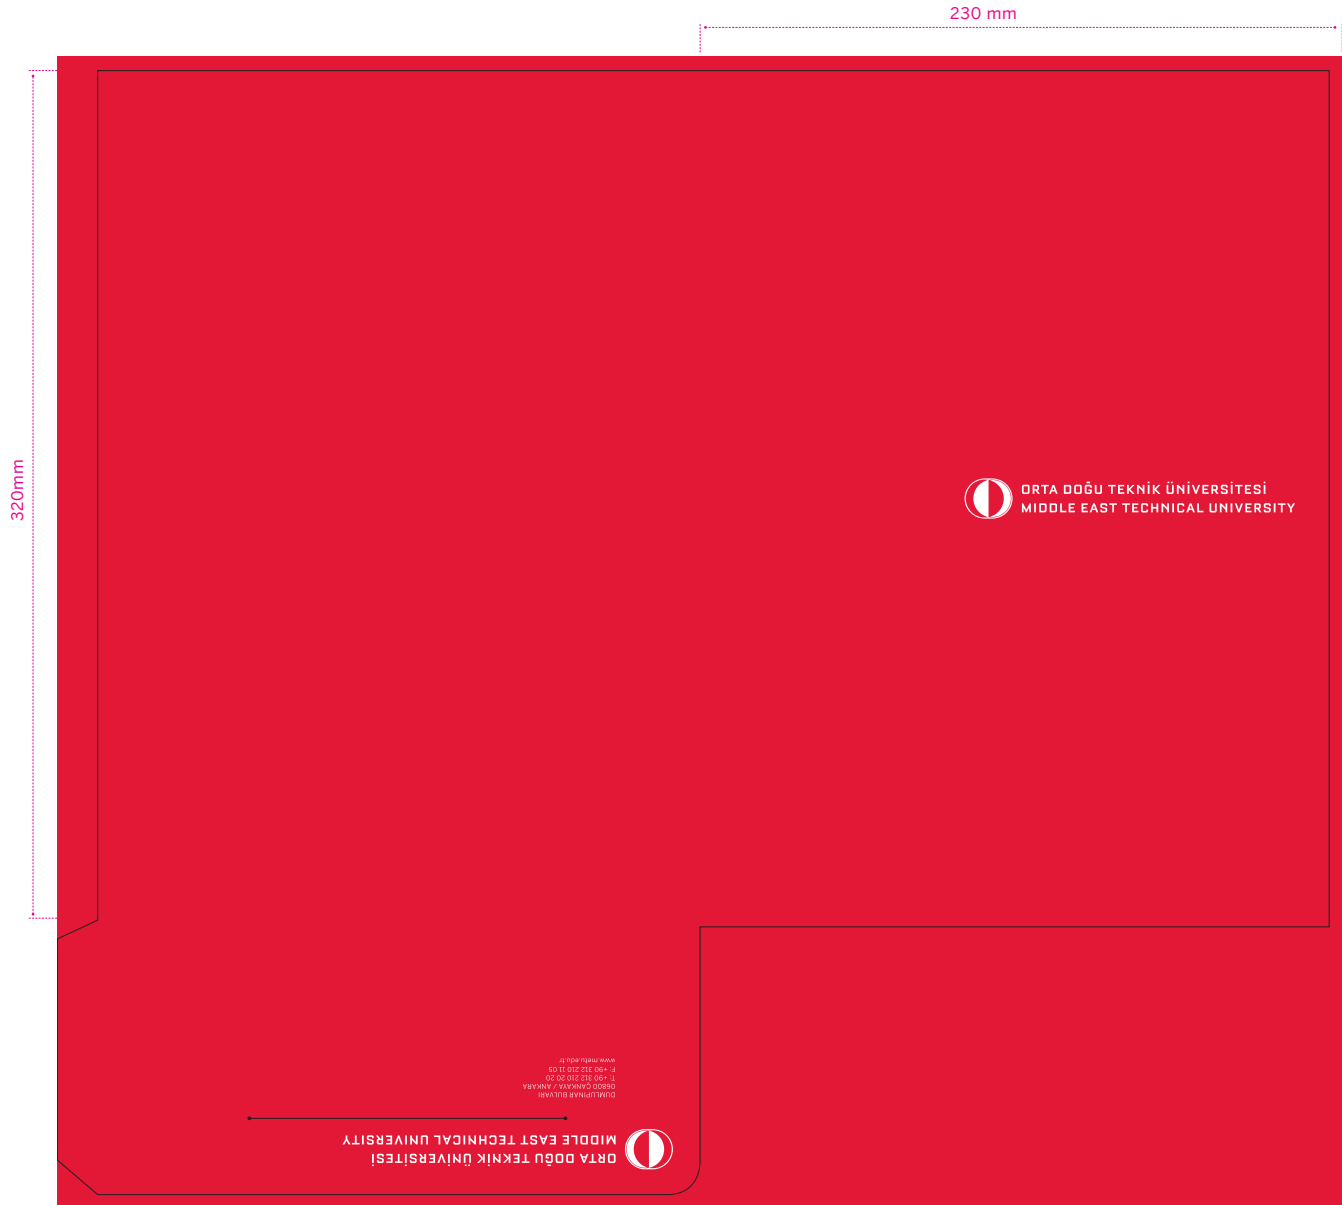 230 mm
320mm
ORTA DOĞU TEKNİK ÜNİVERSİTESİ
MIDDLE EAST TECHNICAL UNIVERSITY
ORTA DOĞU TEKNİK ÜNİVERSİTESİ
MIDDLE EAST TECHNICAL UNIVERSITY
DUMLUPINAR BULVARI
06800 ÇANKAYA / ANKARA
T: +90 312 210 20 20
F: +90 312 210 11 05
www.metu.edu.tr